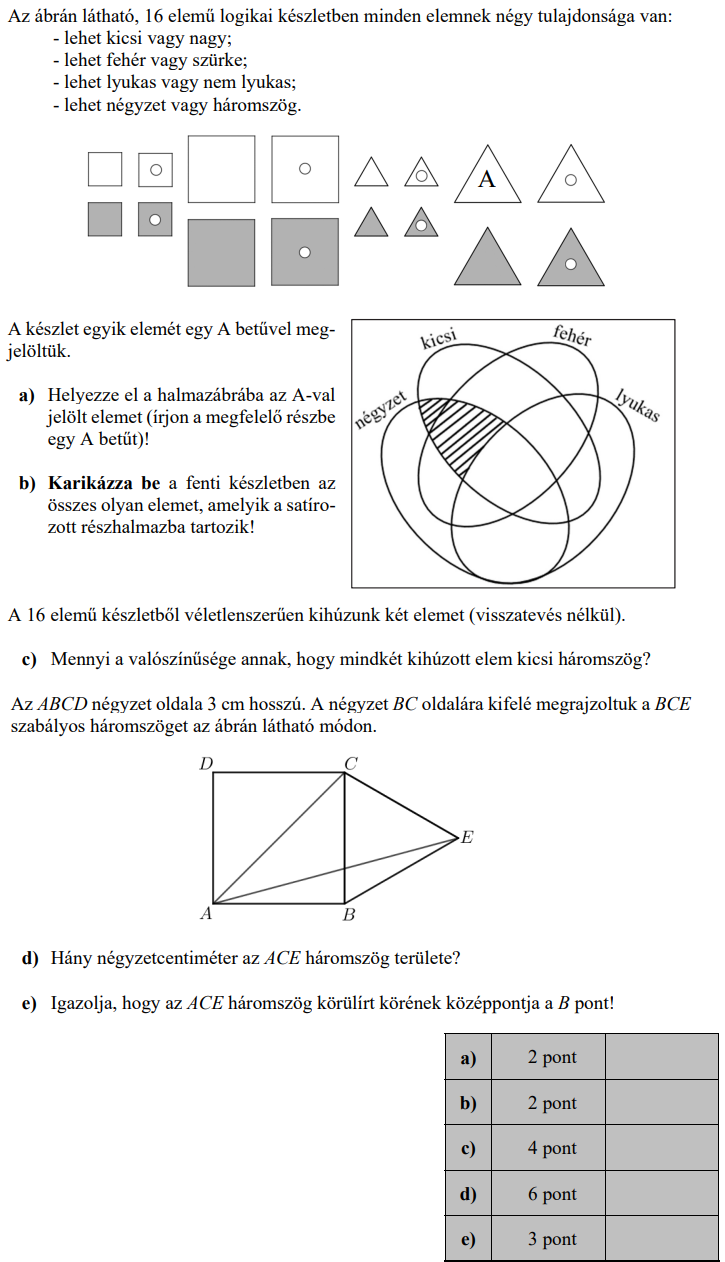 Az ábrán látható, 16 elemű logikai készletben minden elemnek négy tulajdonsága van:
- lehet kicsi vagy nagy;
- lehet fehér vagy szürke;
- lehet lyukas vagy nem lyukas;
- lehet négyzet vagy háromszög.
A
A készlet egyik elemét egy A betűvel meg-
jelöltük.
a) Helyezze el a halmazábrába az A-val
jelölt elemet (írjon a megfelelő részbe
egy A betűt)!
b) Karikázza be a fenti készletben az
összes olyan elemet, amelyik a satíro-
zott részhalmazba tartozik!
négyzet
kicsi
fehér
lyukas
A 16 elemű készletből véletlenszerűen kihúzunk két elemet (visszatevés nélkül).
c) Mennyi a valószínűsége annak, hogy mindkét kihúzott elem kicsi háromszög?
Az ABCD négyzet oldala 3 cm hosszú. A négyzet BC oldalára kifelé megrajzoltuk a BCE
szabályos háromszöget az ábrán látható módon.
D
C
E
A
B
d) Hány négyzetcentiméter az ACE háromszög területe?
e) Igazolja, hogy az ACE háromszög körülírt körének középpontja a B pont!
a) 2 pont
b) 2 pont
c) 4 pont
d) 6 pont
e) 3 pont